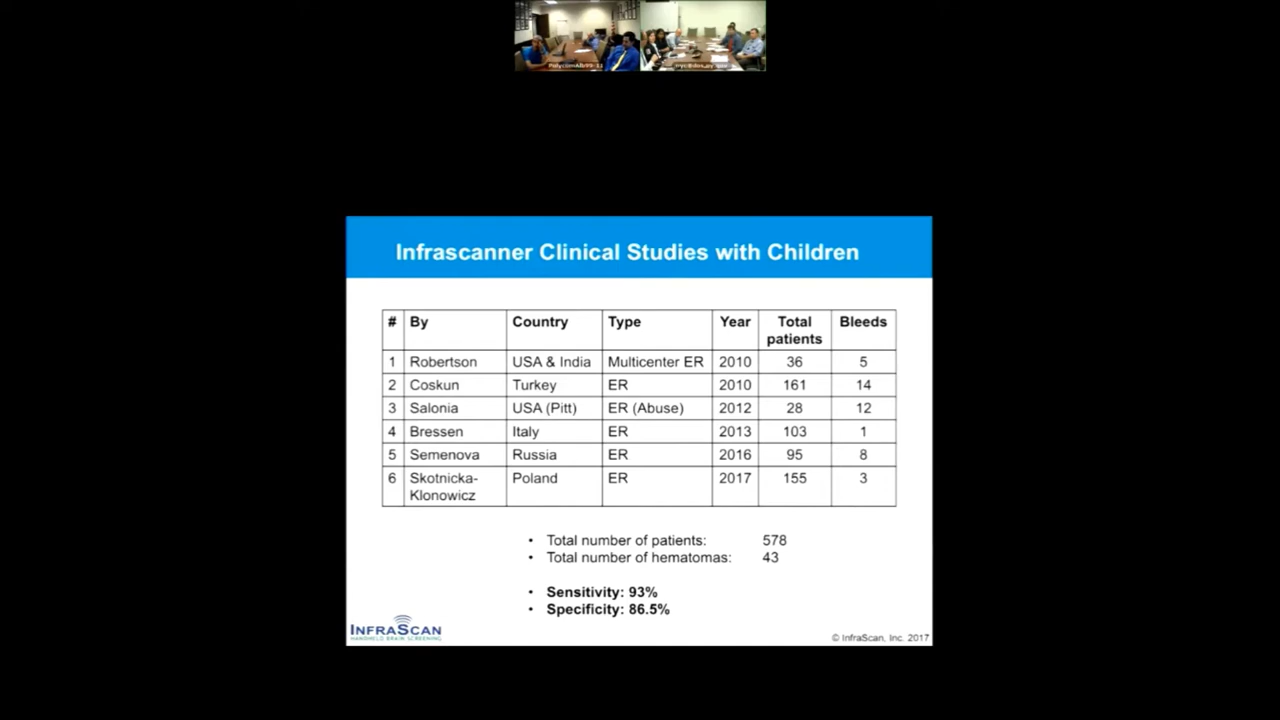 Infrascanner Clinical Studies with Children
# By Country Type Year Total patients Bleeds
1 Robertson USA & India Multicenter ER 2010 36 5
2 Coskun Turkey ER 2010 161 14
3 Salonia USA (Pitt) ER (Abuse) 2012 28 12
4 Bressen Italy ER 2013 103 1
5 Semenova Russia ER 2016 95 8
6 Skotnicka-Klonowicz Poland ER 2017 155 3
• Total number of patients: 578
• Total number of hematomas: 43
• Sensitivity: 93%
• Specificity: 86.5%
INFRASCAN
HANDHELD BRAIN SCREENING
© InfraScan, Inc. 2017